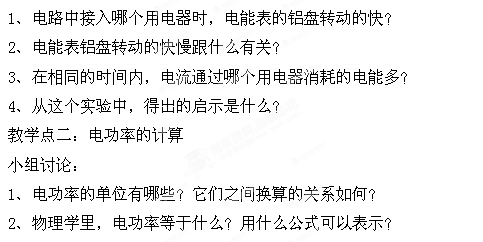 1、电路中接入哪个用电器时，电能表的铝盘转动的快？
2、电能表铝盘转动的快慢跟什么有关？
3、在相同的时间内，电流通过哪个用电器消耗的电能多？
4、从这个实验中，得出的启示是什么？
教学点二：电功率的计算
小组讨论：
1、电功率的单位有哪些？它们之间换算的关系如何？
2、物理学里，电功率等于什么？用什么公式可以表示？